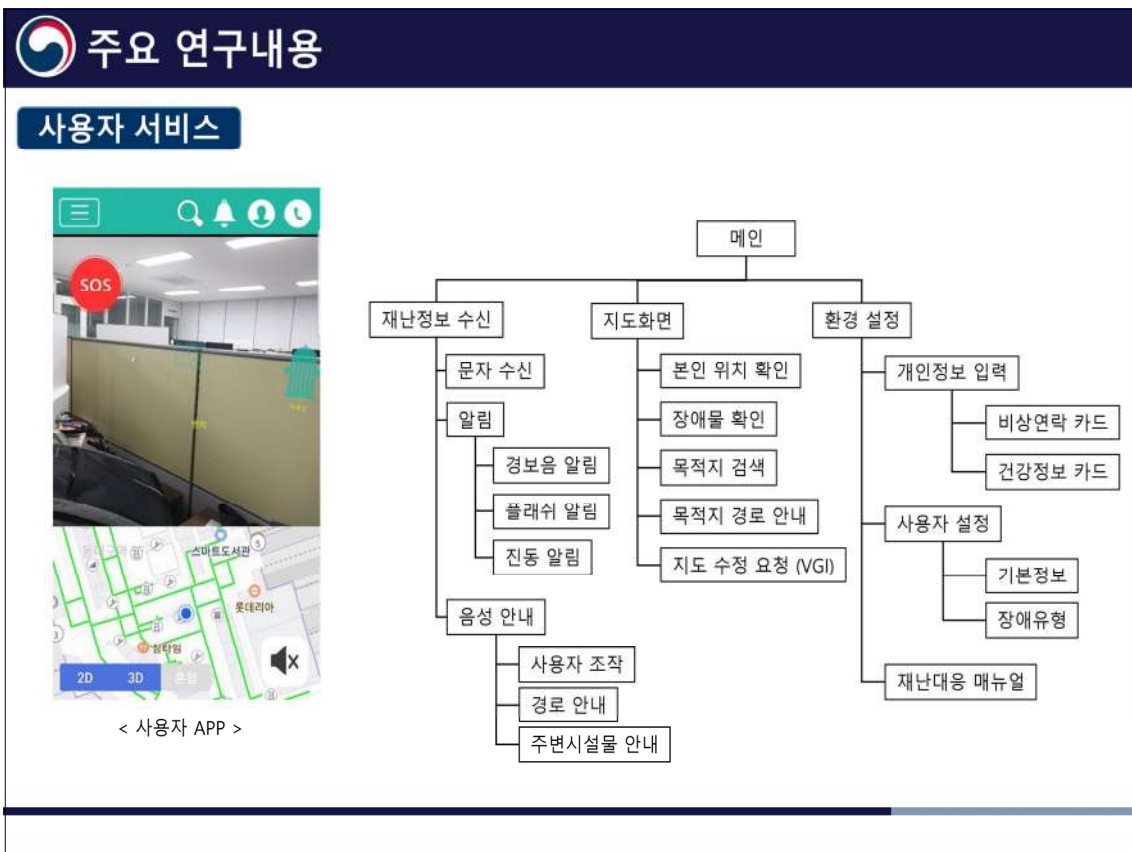 주요 연구내용
사용자 서비스
SOS
스마트도서관
5
롯데리아
3
2D 3D
< 사용자 APP >
메인
재난정보 수신
문자 수신
알림
경보음 알림
플래쉬 알림
진동 알림
음성 안내
사용자 조작
경로 안내
주변시설물 안내
지도화면
본인 위치 확인
장애물 확인
목적지 검색
목적지 경로 안내
지도 수정 요청 (VGI)
환경 설정
개인정보 입력
비상연락 카드
건강정보 카드
사용자 설정
기본정보
장애유형
재난대응 매뉴얼